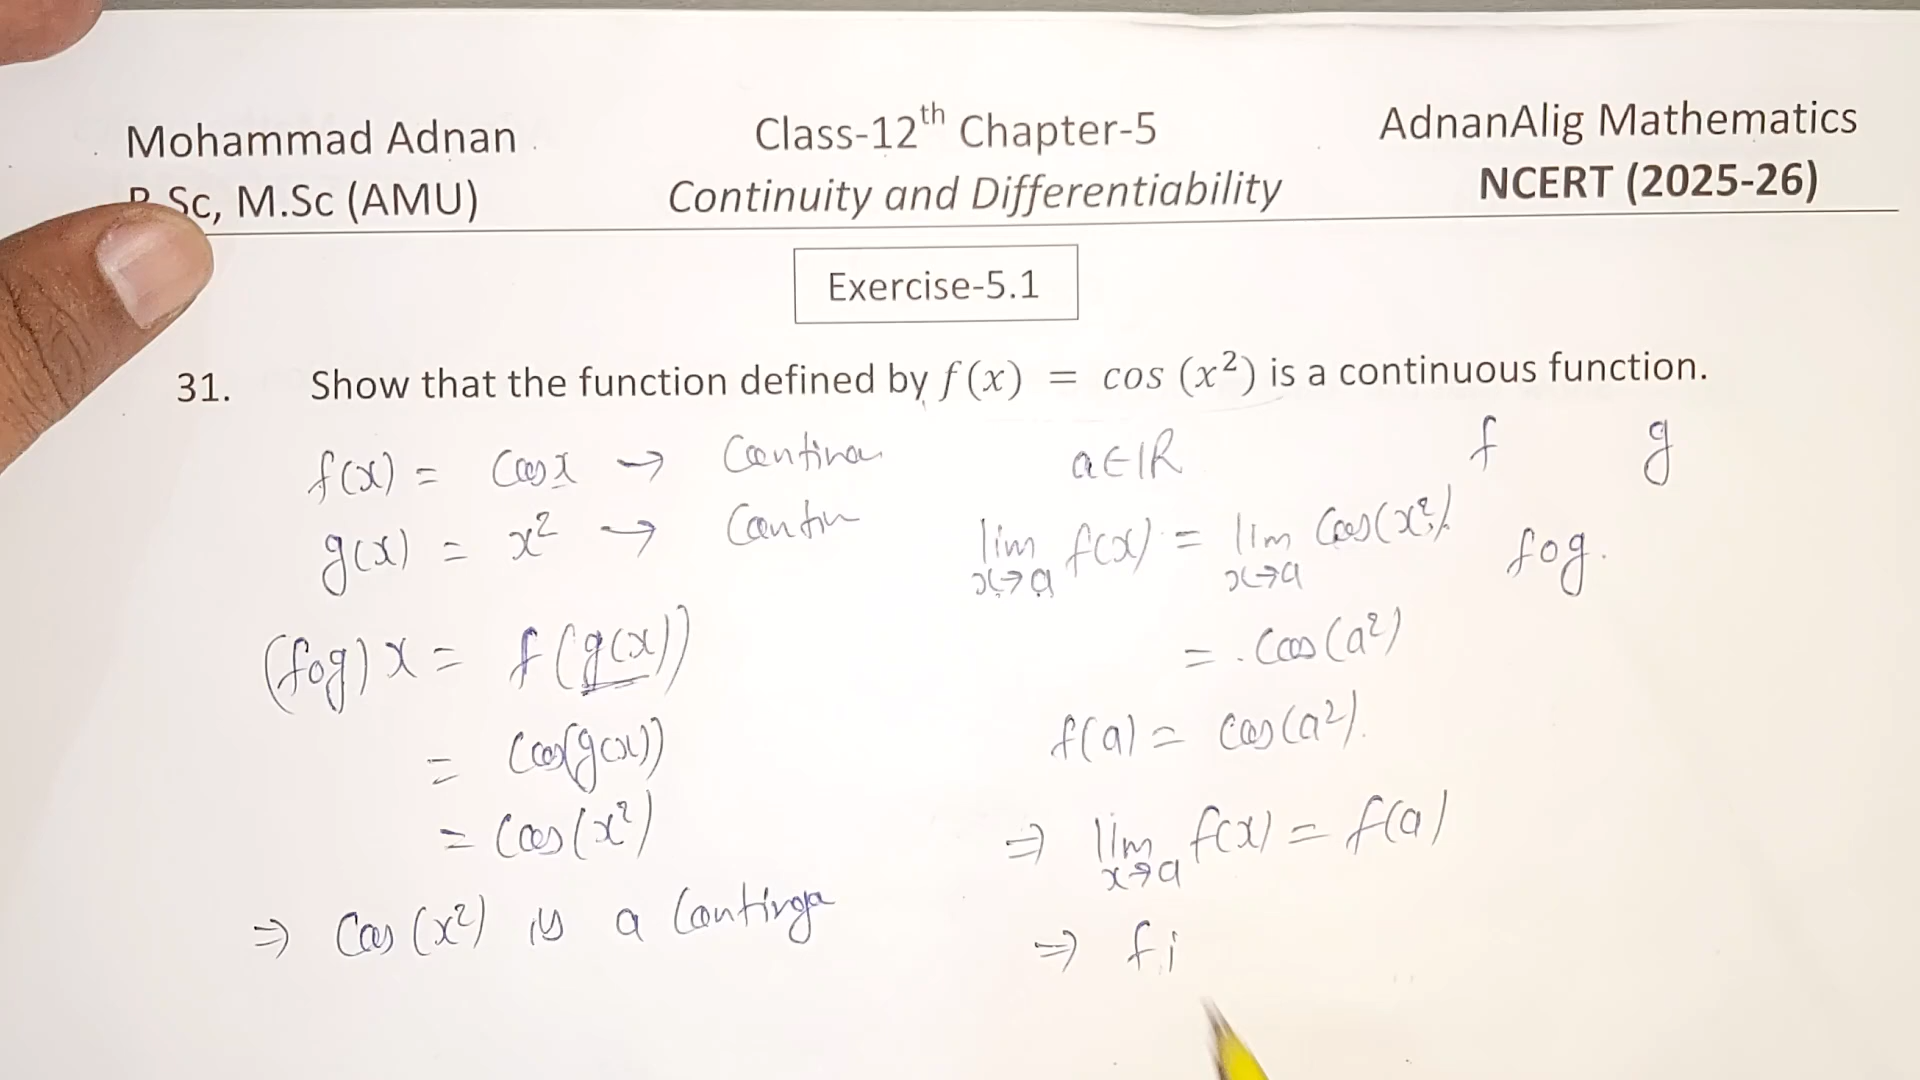 Mohammad Adnan
B.Sc, M.Sc (AMU)
Class-12th Chapter-5
Continuity and Differentiability
AdnanAlig Mathematics
NCERT (2025-26)
Exercise-5.1
31. Show that the function defined by f(x) = cos (x²) is a continuous function.
f(x) = Cos x →
g(x) = x² → Contin
(fog) x = f(g(x))
= Cos(g(x))
= Cos(x²)
⇒ Cos(x²) is a
a ∈ IR
lim x→a f(x) = lim x→a Cos(x²).
= Cos(a²)
f(a) = Cos(a²).
⇒ lim x→a f(x) = f(a)
⇒ f i
f g
fog.